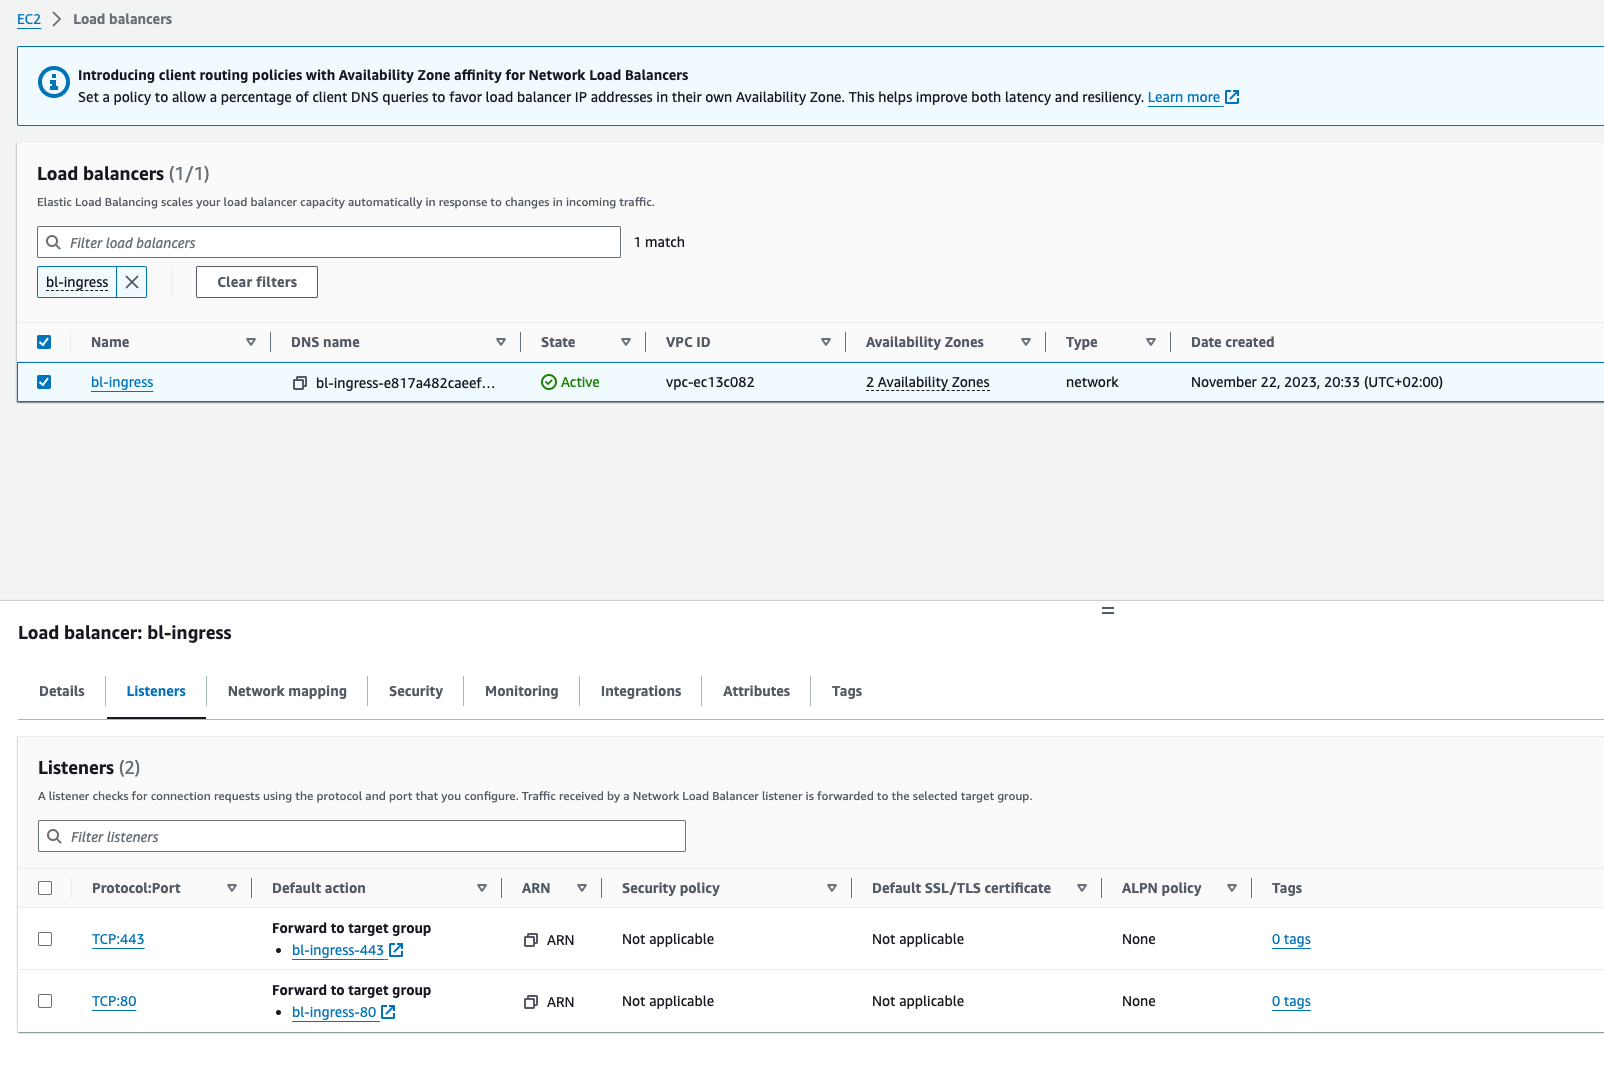 EC2 > Load balancers
Introducing client routing policies with Availability Zone affinity for Network Load Balancers
Set a policy to allow a percentage of client DNS queries to favor load balancer IP addresses in their own Availability Zone. This helps improve both latency and resiliency. Learn more
Load balancers (1/1)
Elastic Load Balancing scales your load balancer capacity automatically in response to changes in incoming traffic.
Filter load balancers 1 match
bl-ingress Clear filters
Name DNS name State VPC ID Availability Zones Type Date created
bl-ingress bl-ingress-e817a482caeef... Active vpc-ec13c082 2 Availability Zones network November 22, 2023, 20:33 (UTC+02:00)
Load balancer: bl-ingress
Details Listeners Network mapping Security Monitoring Integrations Attributes Tags
Listeners (2)
A listener checks for connection requests using the protocol and port that you configure. Traffic received by a Network Load Balancer listener is forwarded to the selected target group.
Filter listeners
Protocol:Port Default action ARN Security policy Default SSL/TLS certificate ALPN policy Tags
Forward to target group
TCP:443 ARN Not applicable Not applicable None 0 tags
• bl-ingress-443
Forward to target group
TCP:80 ARN Not applicable Not applicable None 0 tags
• bl-ingress-80